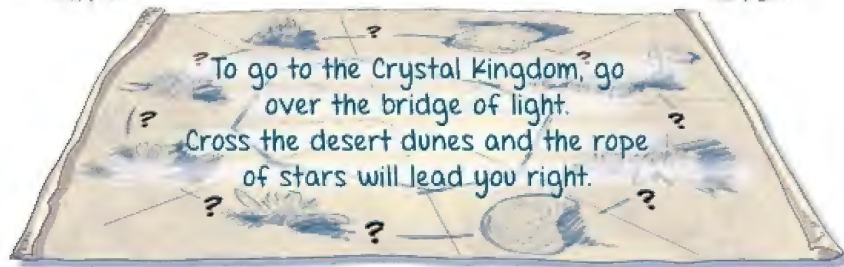 To go to the Crystal Kingdom, go
over the bridge of light.
Cross the desert dunes and the rope
of stars will lead you right.
?
?
?
?
?
?
?
?